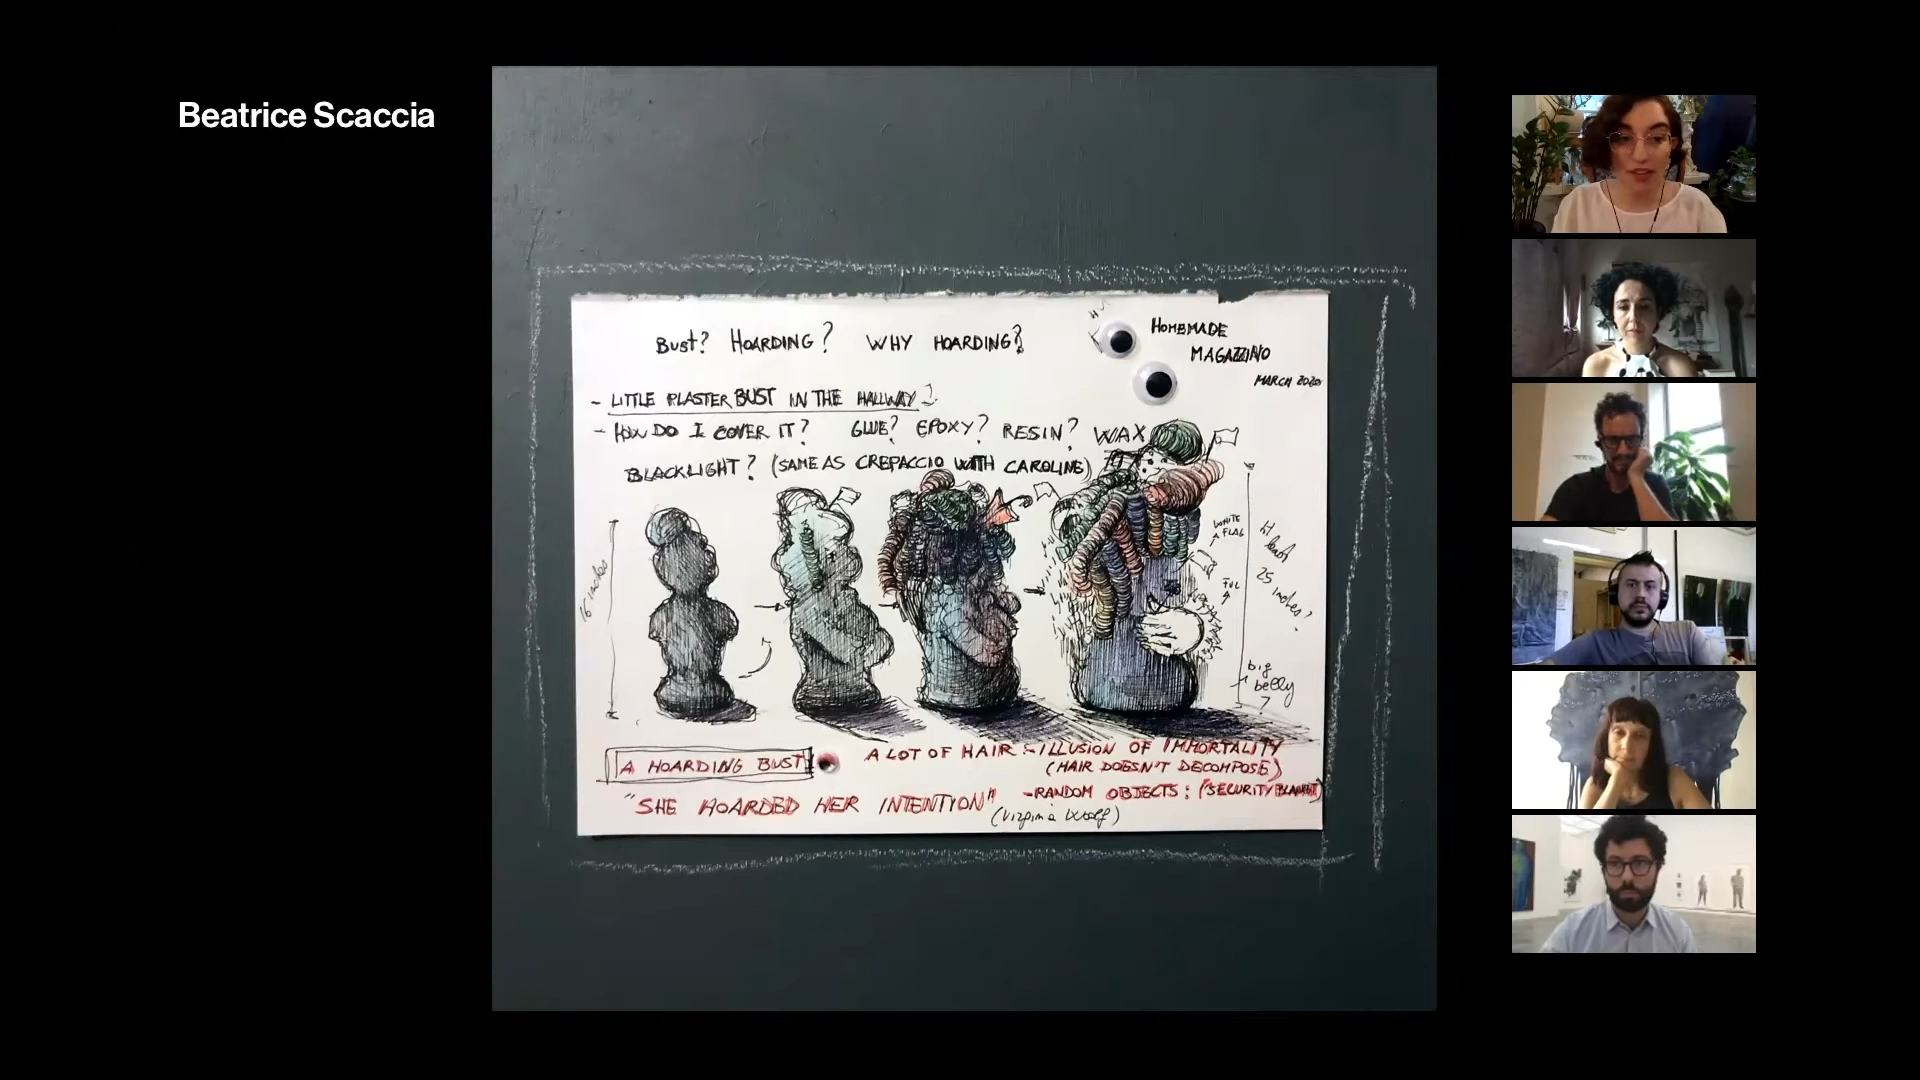 Beatrice Scaccia
BUST? HOARDING? WHY HOARDING?
HOMEMADE
MAGAZZINO
MARCH 2020
- LITTLE PLASTER BUST IN THE HALLWAY
- HOW DO I COVER IT? GLUE? EPOXY? RESIN? WAX
BLACKLIGHT? (SAME AS CREPACCIO WITH CAROLINE)
16 inches
WHITE
FLAG
FUR
At least
25 inches?
big
belly
?
A HOARDING BUST
A LOT OF HAIR :- ILLUSION OF IMMORTALITY
(HAIR DOESN'T DECOMPOSE)
- RANDOM OBJECTS: (SECURITY BLANKET)
"SHE HOARDED HER INTENTION"
(Virginia Woolf)